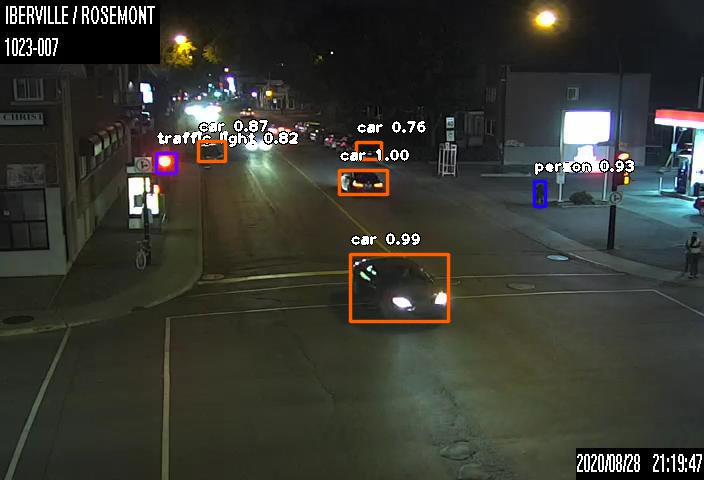 IBERVILLE / ROSEMONT
1023-007
CHRIST
car 0.87
car 0.76
traffic light 0.82
car 1.00
person 0.93
car 0.99
2020/08/28 21:19:47